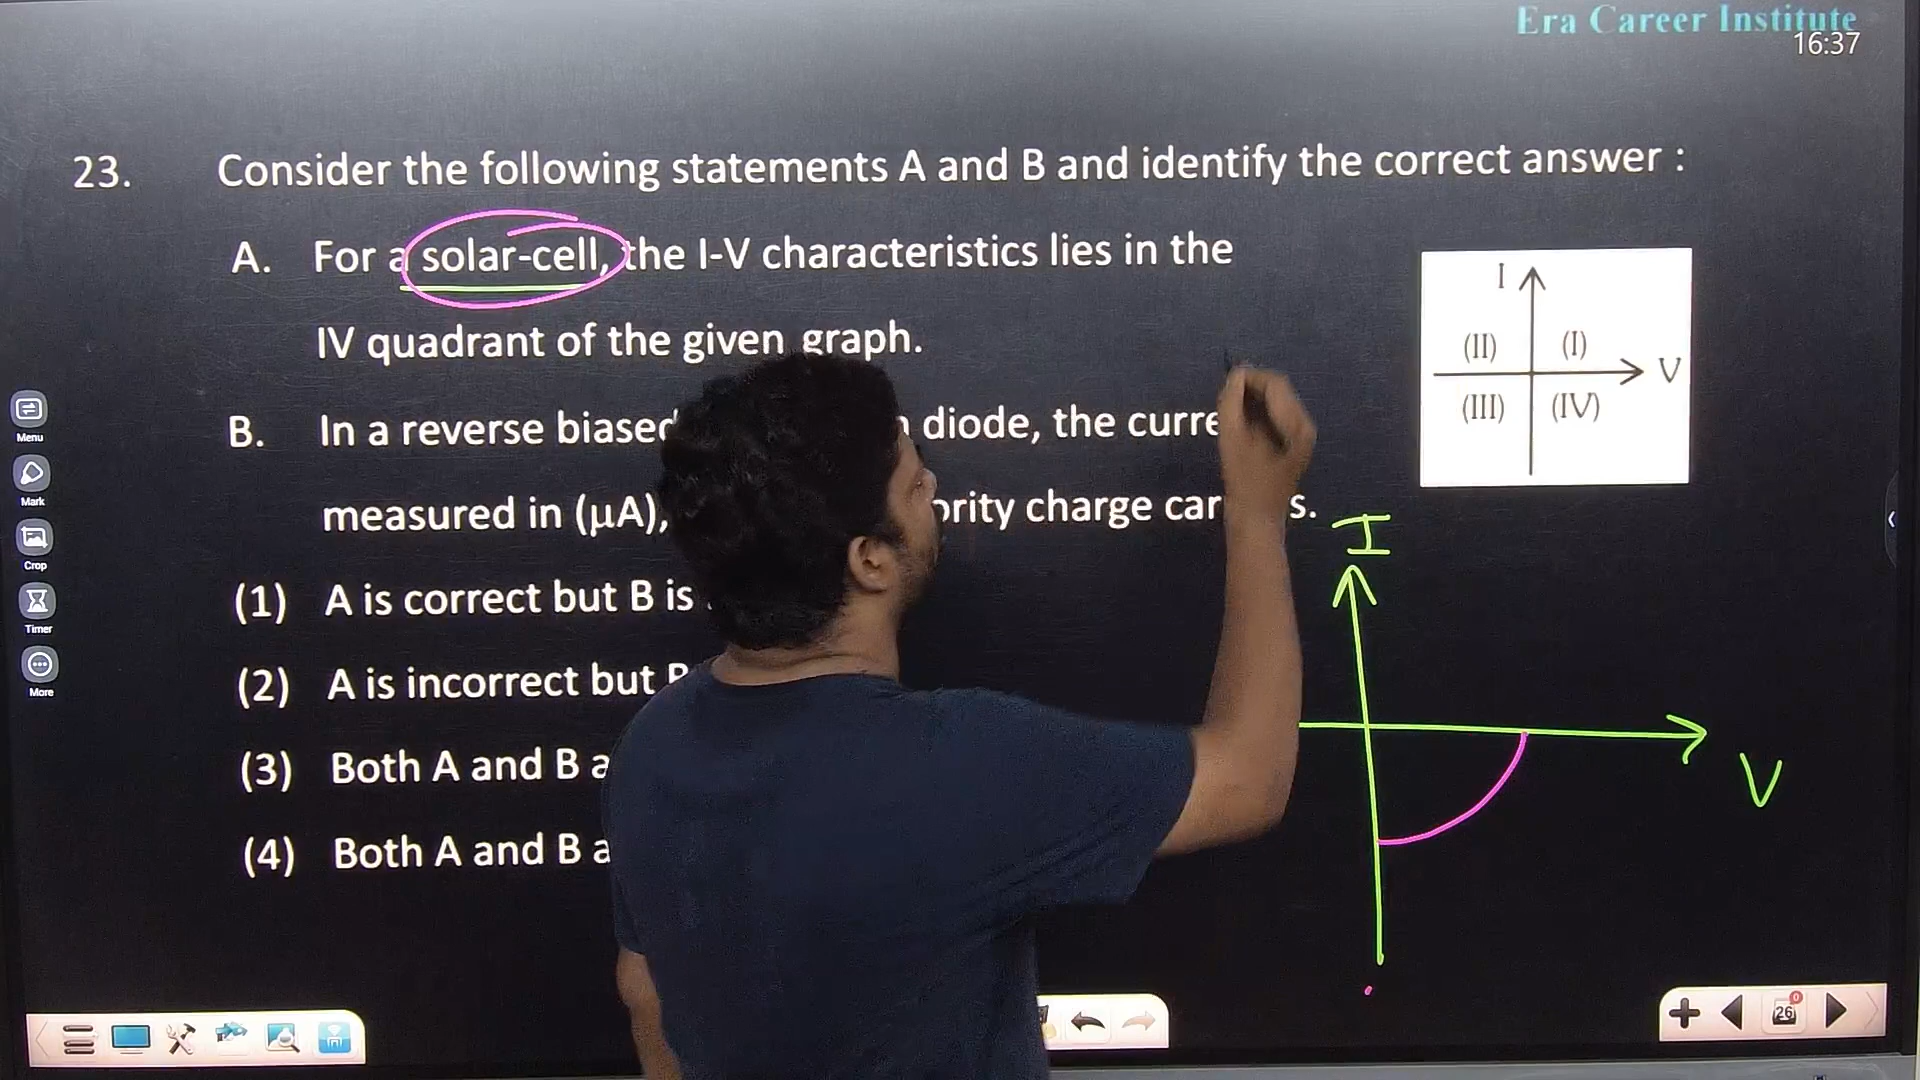 Era Career Institute
16:37
23. Consider the following statements A and B and identify the correct answer :
A. For a solar-cell, the I-V characteristics lies in the
IV quadrant of the given graph.
I
(II) (I)
V
(III) (IV)
B. In a reverse biased diode, the
measured in (μA), charge
(1) A is correct but B is
(2) A is incorrect but B
(3) Both A and B
(4) Both A and B
I
V
Menu
Mark
Crop
Timer
More
26
0